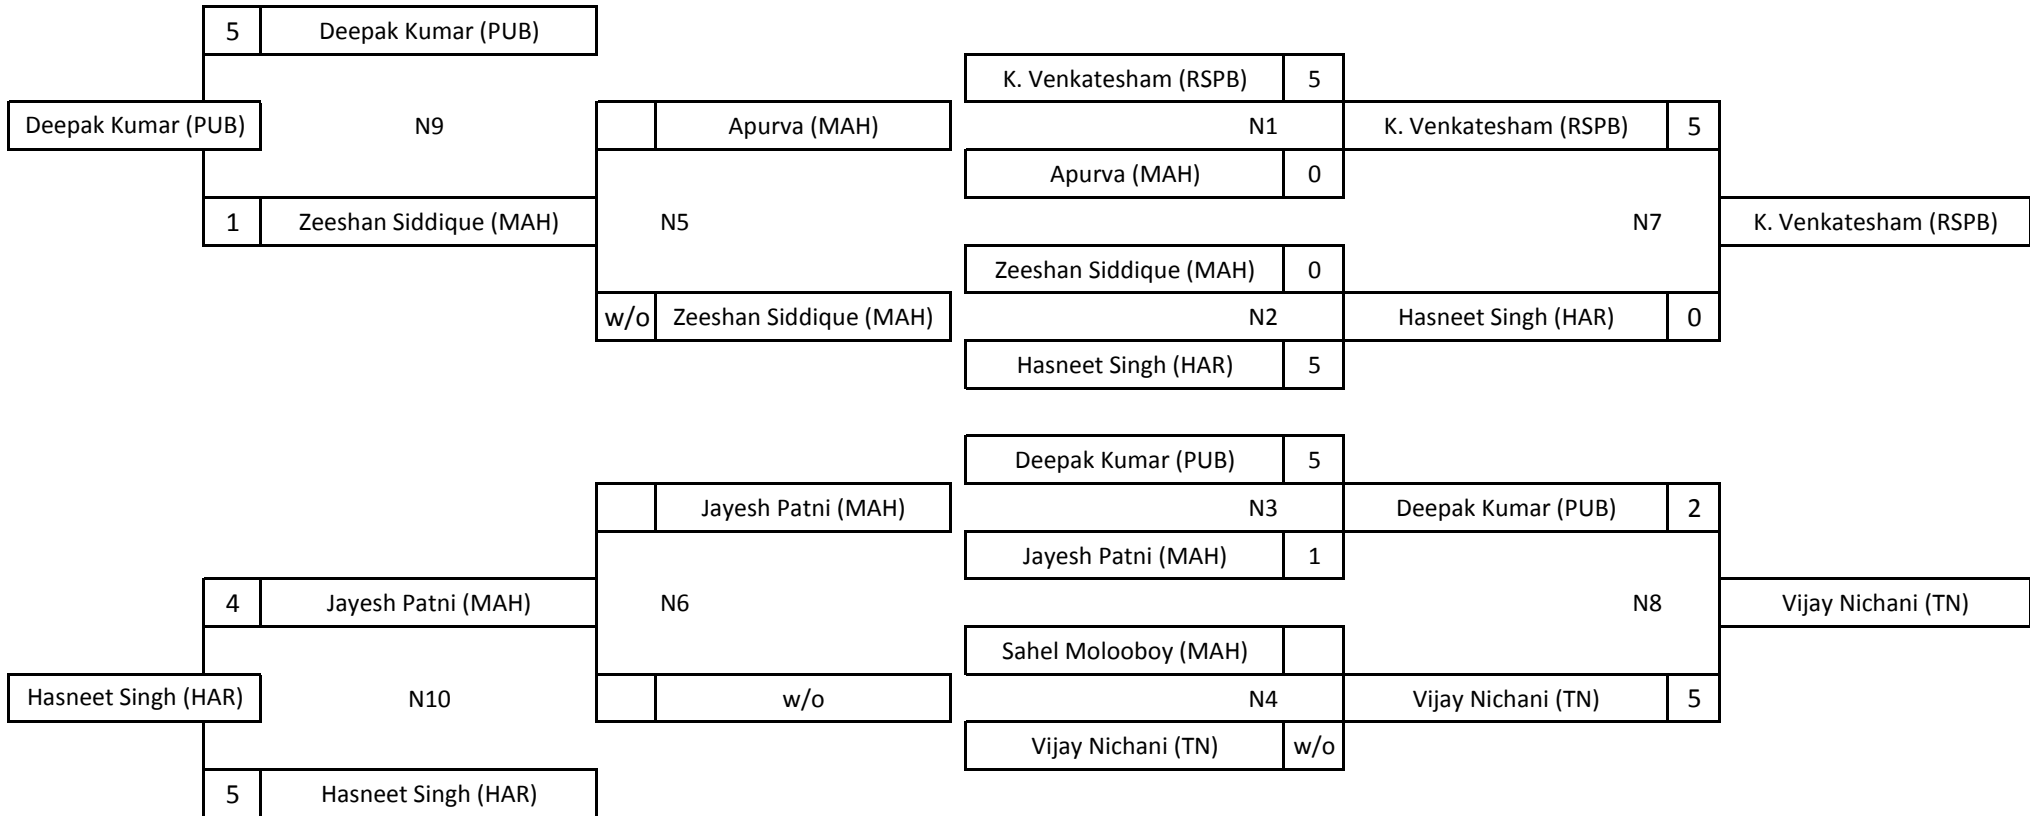 5 Deepak Kumar (PUB)
K. Venkatesham (RSPB) 5
Deepak Kumar (PUB) N9 Apurva (MAH) N1 K. Venkatesham (RSPB) 5
Apurva (MAH) 0
1 Zeeshan Siddique (MAH) N5 N7 K. Venkatesham (RSPB)
Zeeshan Siddique (MAH) 0
w/o Zeeshan Siddique (MAH) N2 Hasneet Singh (HAR) 0
Hasneet Singh (HAR) 5
Deepak Kumar (PUB) 5
Jayesh Patni (MAH) N3 Deepak Kumar (PUB) 2
Jayesh Patni (MAH) 1
4 Jayesh Patni (MAH) N6 N8 Vijay Nichani (TN)
Sahel Molooboy (MAH)
Hasneet Singh (HAR) N10 w/o N4 Vijay Nichani (TN) 5
Vijay Nichani (TN) w/o
5 Hasneet Singh (HAR)